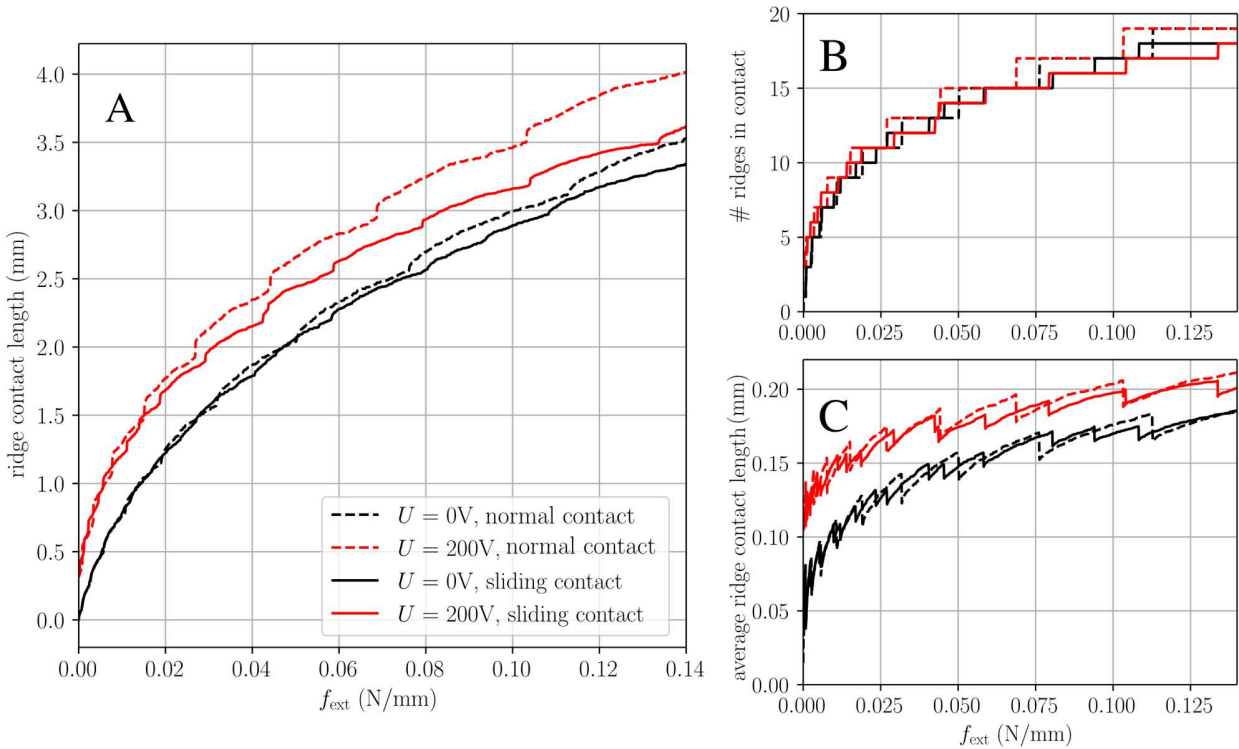 A
ridge contact length (mm)
4.0
3.5
3.0
2.5
2.0
1.5
1.0
0.5
0.0
U = 0V, normal contact
U = 200V, normal contact
U = 0V, sliding contact
U = 200V, sliding contact
0.00 0.02 0.04 0.06 0.08 0.10 0.12 0.14
f_ext (N/mm)
B
# ridges in contact
20
15
10
5
0
0.000 0.025 0.050 0.075 0.100 0.125
C
average ridge contact length (mm)
0.20
0.15
0.10
0.05
0.00
0.000 0.025 0.050 0.075 0.100 0.125
f_ext (N/mm)